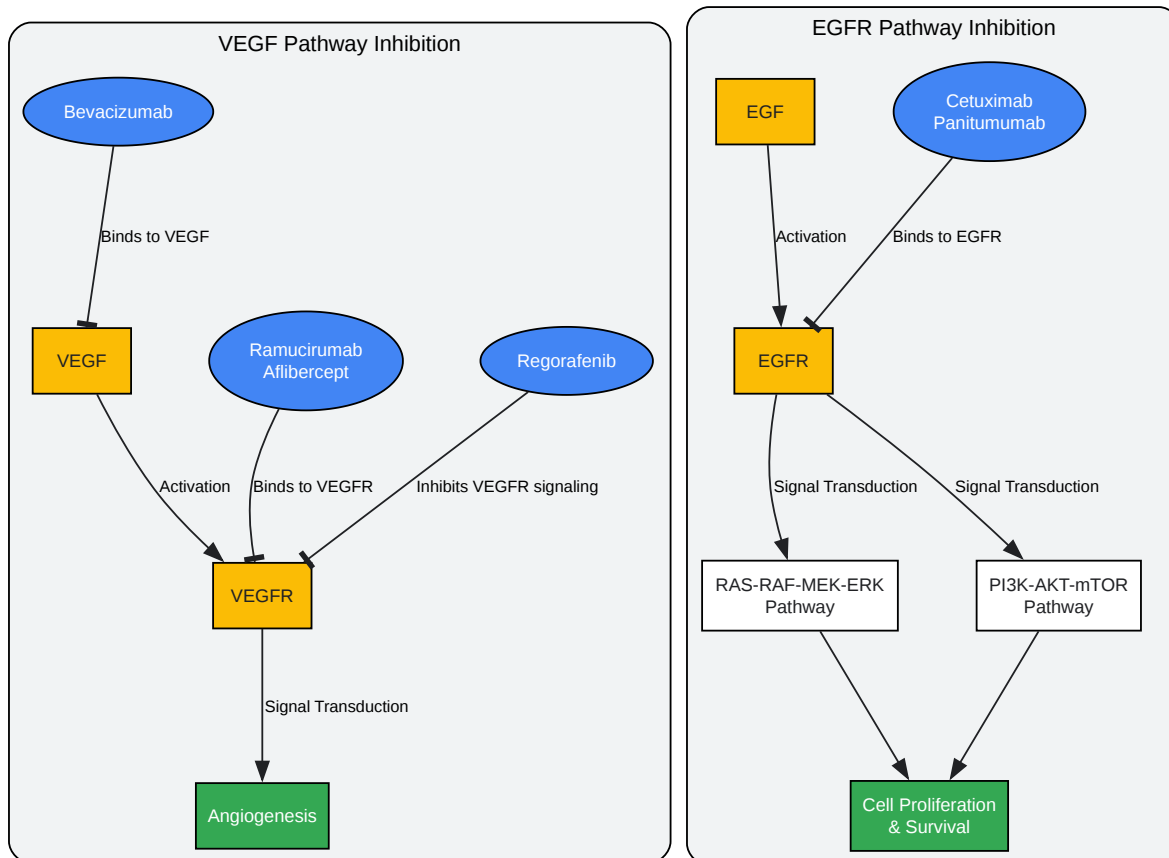 VEGF Pathway Inhibition
Bevacizumab
Binds to VEGF
VEGF
Ramucirumab
Aflibercept
Regorafenib
Activation
Binds to VEGFR
Inhibits VEGFR signaling
VEGFR
Signal Transduction
Angiogenesis
EGFR Pathway Inhibition
EGF
Cetuximab
Panitumumab
Activation
Binds to EGFR
EGFR
Signal Transduction
Signal Transduction
RAS-RAF-MEK-ERK
Pathway
PI3K-AKT-mTOR
Pathway
Cell Proliferation
& Survival